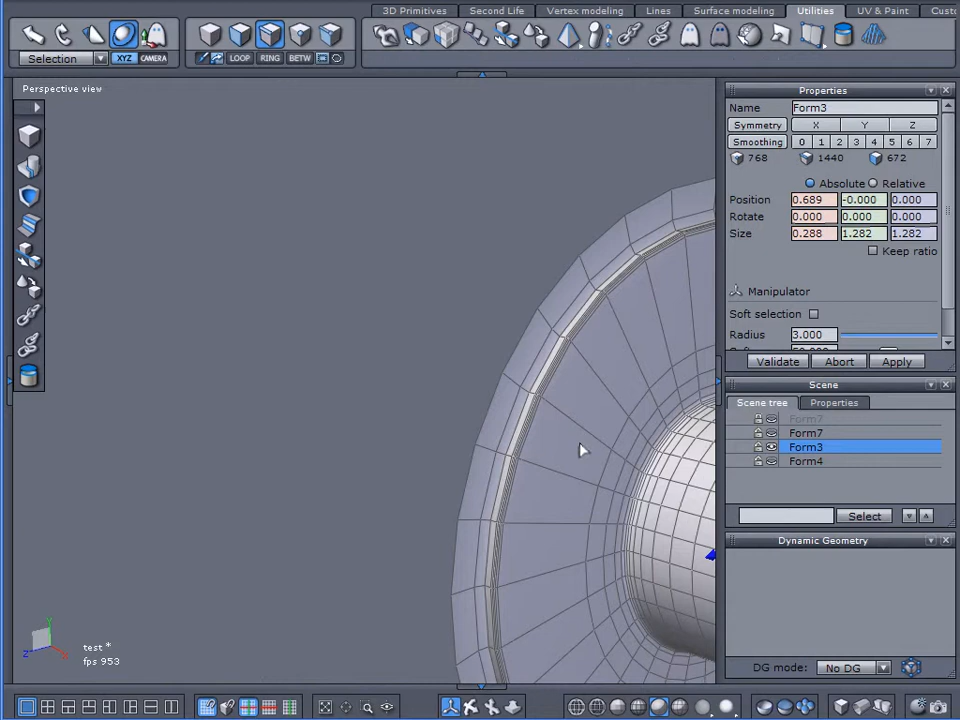 3D Primitives Second Life Vertex modeling Lines Surface modeling Utilities UV & Paint Custo
Selection XYZ CAMERA LOOP RING BETW
Perspective view
Properties
Name Form3
Symmetry X Y Z
Smoothing 0 1 2 3 4 5 6 7
768 1440 672
Absolute Relative
Position 0.689 -0.000 0.000
Rotate 0.000 0.000 0.000
Size 0.288 1.282 1.282
Keep ratio
Manipulator
Soft selection
Radius 3.000
Validate Abort Apply
Scene
Scene tree Properties
Form7
Form7
Form3
Form4
Select
Dynamic Geometry
Y
Z X
test *
fps 953
DG mode: No DG